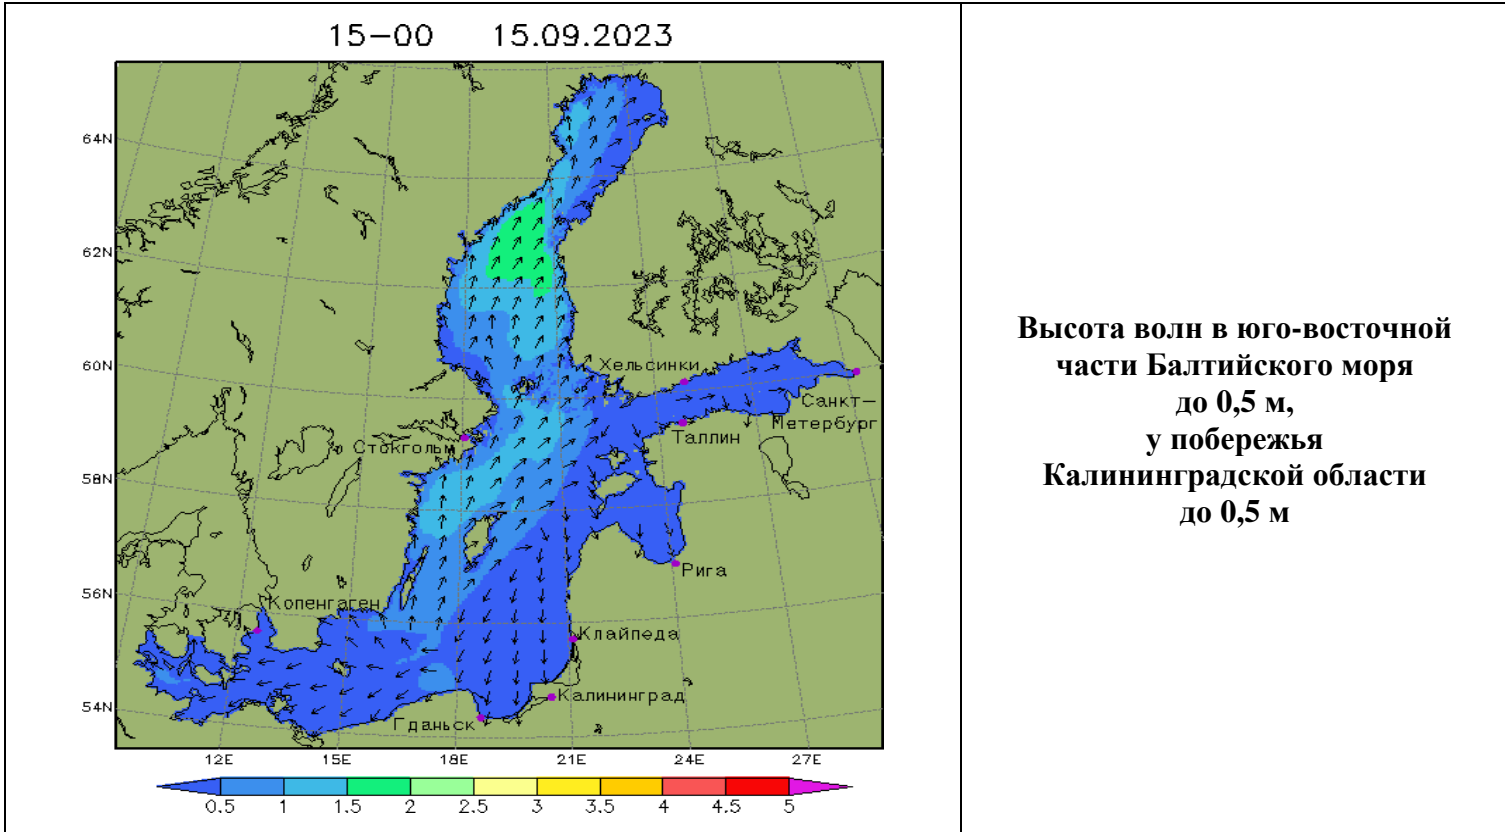 15-00 15.09.2023
64N
62N
60N
58N
56N
54N
Хельсинки
Санкт-
Петербург
Таллин
Стокгольм
Рига
Копенгаген
Клайпеда
Калининград
Гданьск
12E 15E 18E 21E 24E 27E
0.5 1 1.5 2 2.5 3 3.5 4 4.5 5
Высота волн в юго-восточной
части Балтийского моря
до 0,5 м,
у побережья
Калининградской области
до 0,5 м